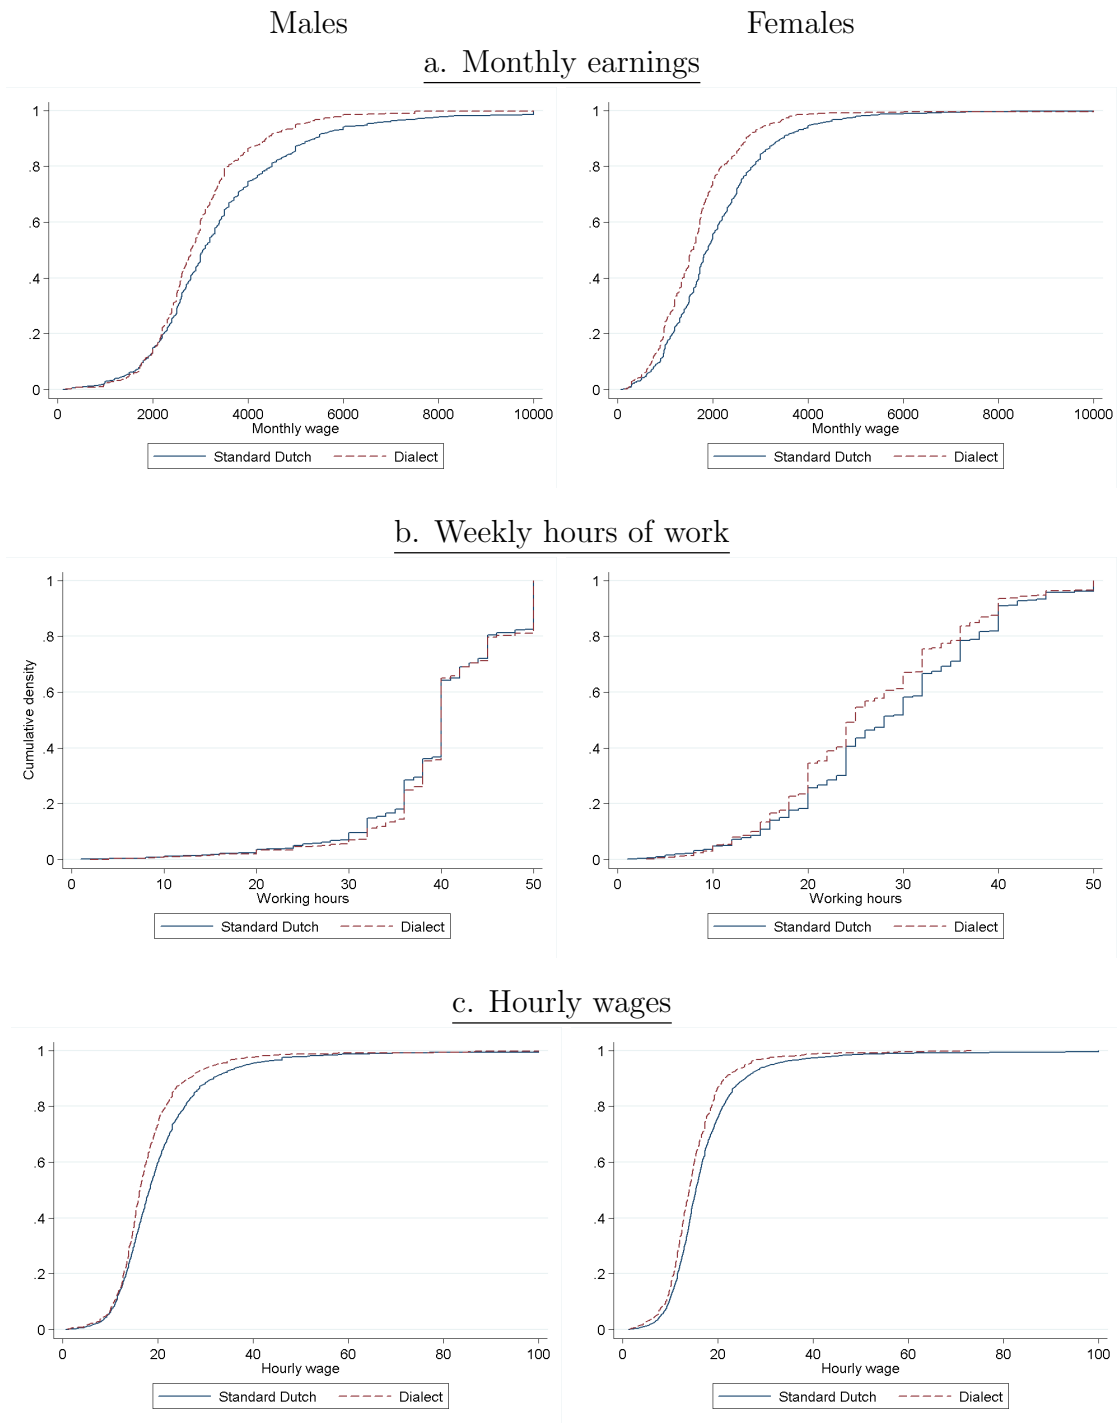 Males Females
a. Monthly earnings
1 1
.8 .8
.6 .6
.4 .4
.2 .2
0 0
0 2000 4000 6000 8000 10000 0 2000 4000 6000 8000 10000
Monthly wage Monthly wage
Standard Dutch Dialect Standard Dutch Dialect
b. Weekly hours of work
Cumulative density
1 1
.8 .8
.6 .6
.4 .4
.2 .2
0 0
0 10 20 30 40 50 0 10 20 30 40 50
Working hours Working hours
Standard Dutch Dialect Standard Dutch Dialect
c. Hourly wages
1 1
.8 .8
.6 .6
.4 .4
.2 .2
0 0
0 20 40 60 80 100 0 20 40 60 80 100
Hourly wage Hourly wage
Standard Dutch Dialect Standard Dutch Dialect